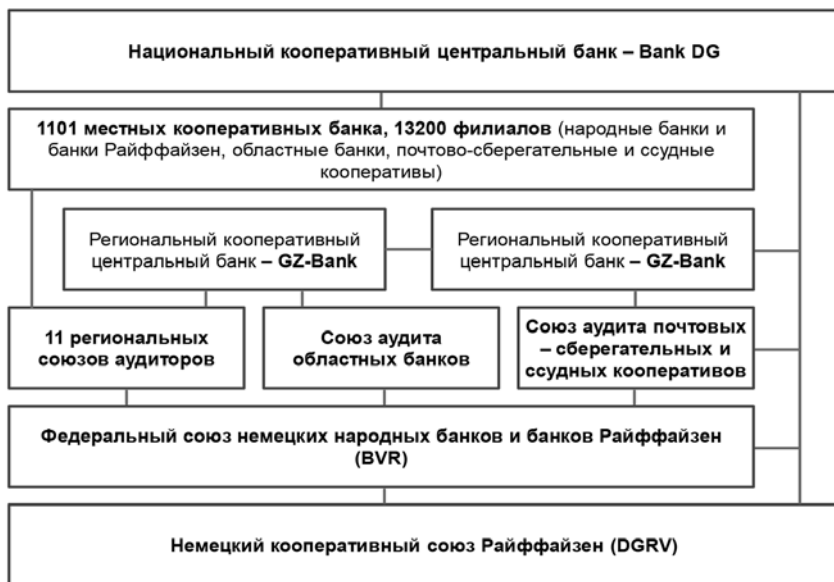 Национальный кооперативный центральный банк – Bank DG
1101 местных кооперативных банка, 13200 филиалов (народные банки и
банки Райффайзен, областные банки, почтово-сберегательные и ссудные
кооперативы)
Региональный кооперативный
центральный банк – GZ-Bank
Региональный кооперативный
центральный банк – GZ-Bank
11 региональных
союзов аудиторов
Союз аудита
областных банков
Союз аудита почтовых
– сберегательных и
ссудных кооперативов
Федеральный союз немецких народных банков и банков Райффайзен
(BVR)
Немецкий кооперативный союз Райффайзен (DGRV)